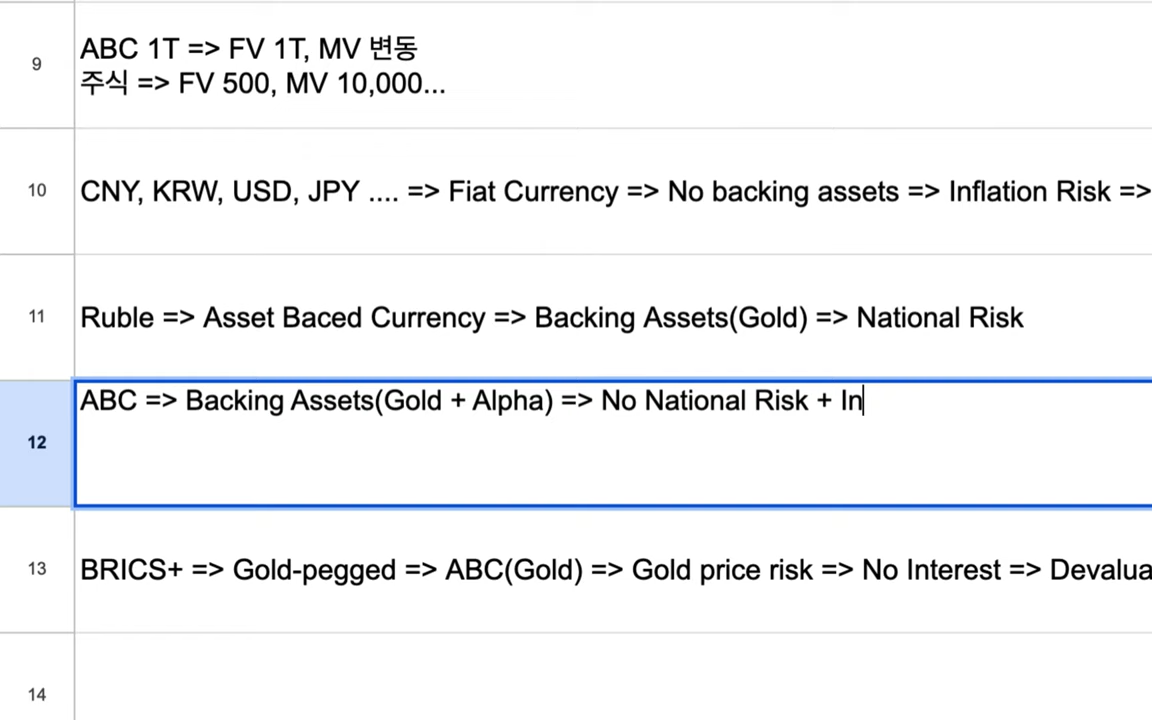 9
ABC 1T => FV 1T, MV 변동
주식 => FV 500, MV 10,000...
10
CNY, KRW, USD, JPY .... => Fiat Currency => No backing assets => Inflation Risk =>
11
Ruble => Asset Baced Currency => Backing Assets(Gold) => National Risk
12
ABC => Backing Assets(Gold + Alpha) => No National Risk + In
13
BRICS+ => Gold-pegged => ABC(Gold) => Gold price risk => No Interest => Devalua
14